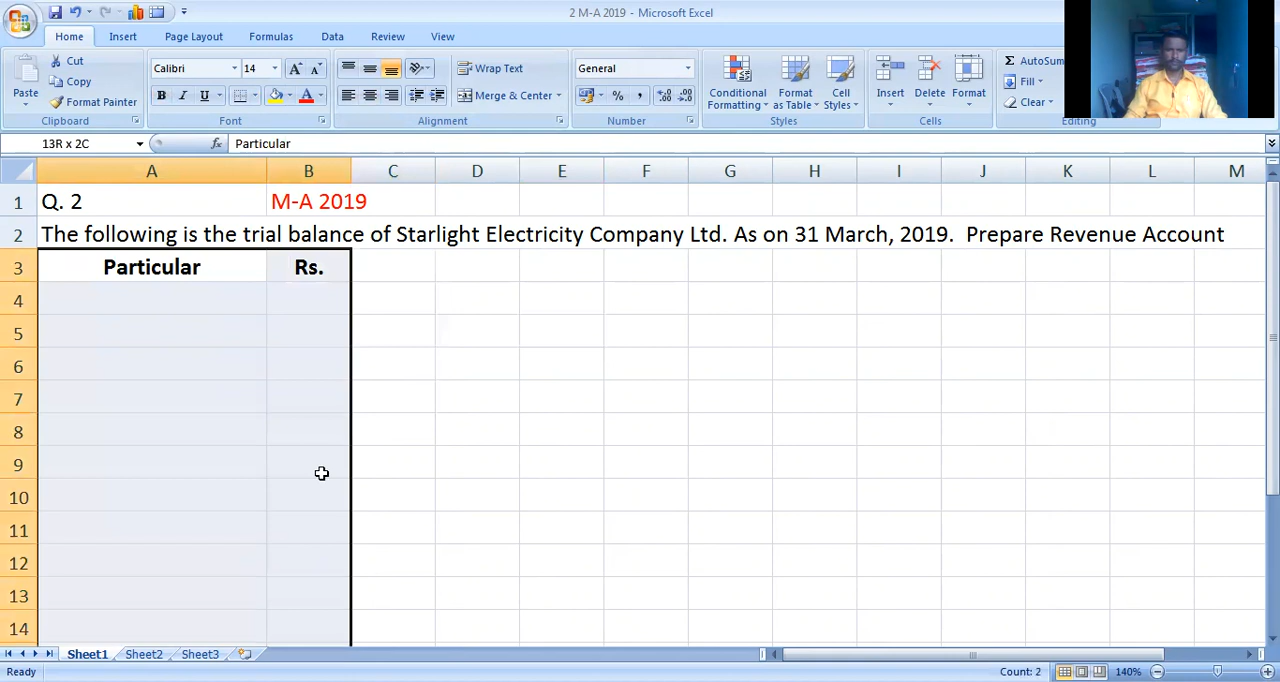 2 M-A 2019 - Microsoft Excel
Home Insert Page Layout Formulas Data Review View
Paste
Cut
Copy
Format Painter
Clipboard
Calibri 14 A A
B I U A
Font
Wrap Text
Merge & Center
Alignment
General
% ,
Number
Conditional Formatting
Format as Table
Cell Styles
Styles
Insert Delete Format
Cells
Σ AutoSum
Fill
Clear
Editing
13R x 2C fx Particular
A B C D E F G H I J K L M
1 Q. 2 M-A 2019
2 The following is the trial balance of Starlight Electricity Company Ltd. As on 31 March, 2019. Prepare Revenue Account
3 Particular Rs.
4
5
6
7
8
9
10
11
12
13
14
Sheet1 Sheet2 Sheet3
Ready Count: 2 140%